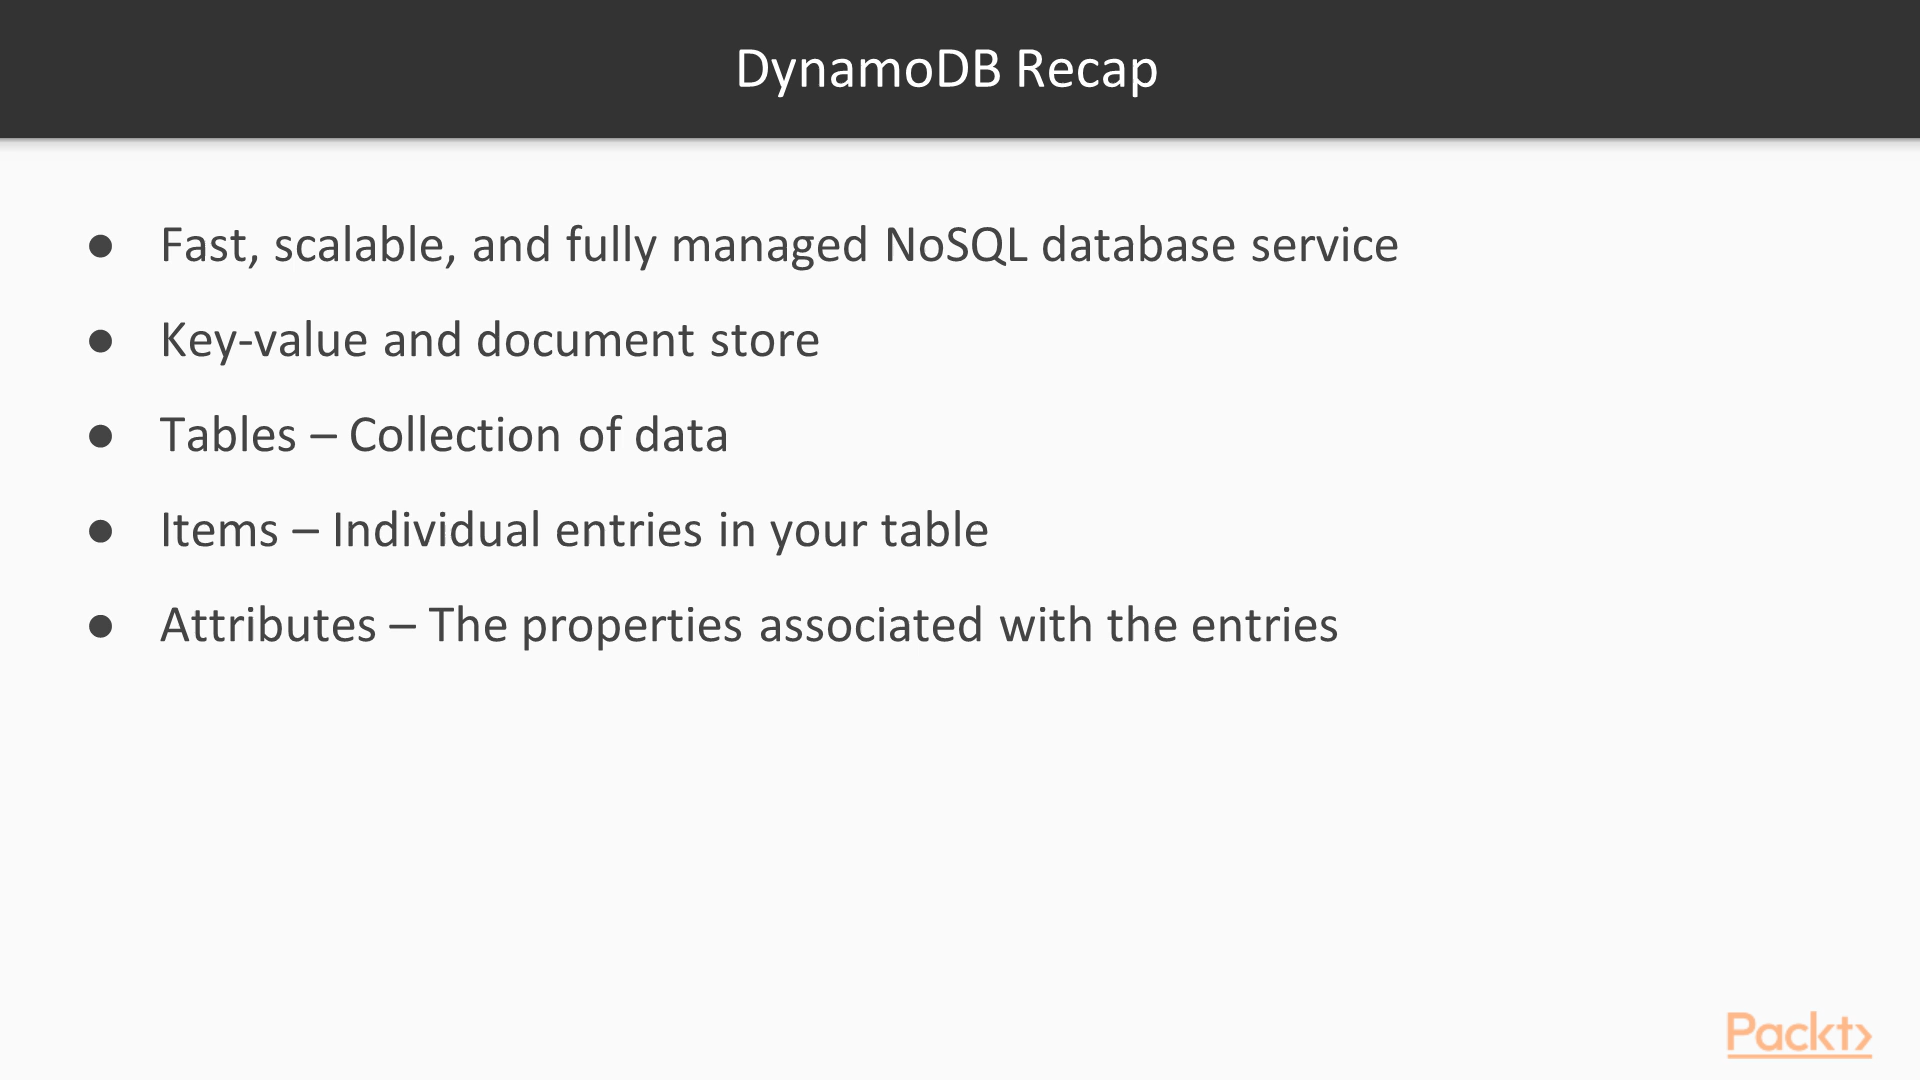 DynamoDB Recap
● Fast, scalable, and fully managed NoSQL database service
● Key-value and document store
● Tables – Collection of data
● Items – Individual entries in your table
● Attributes – The properties associated with the entries
Packt>